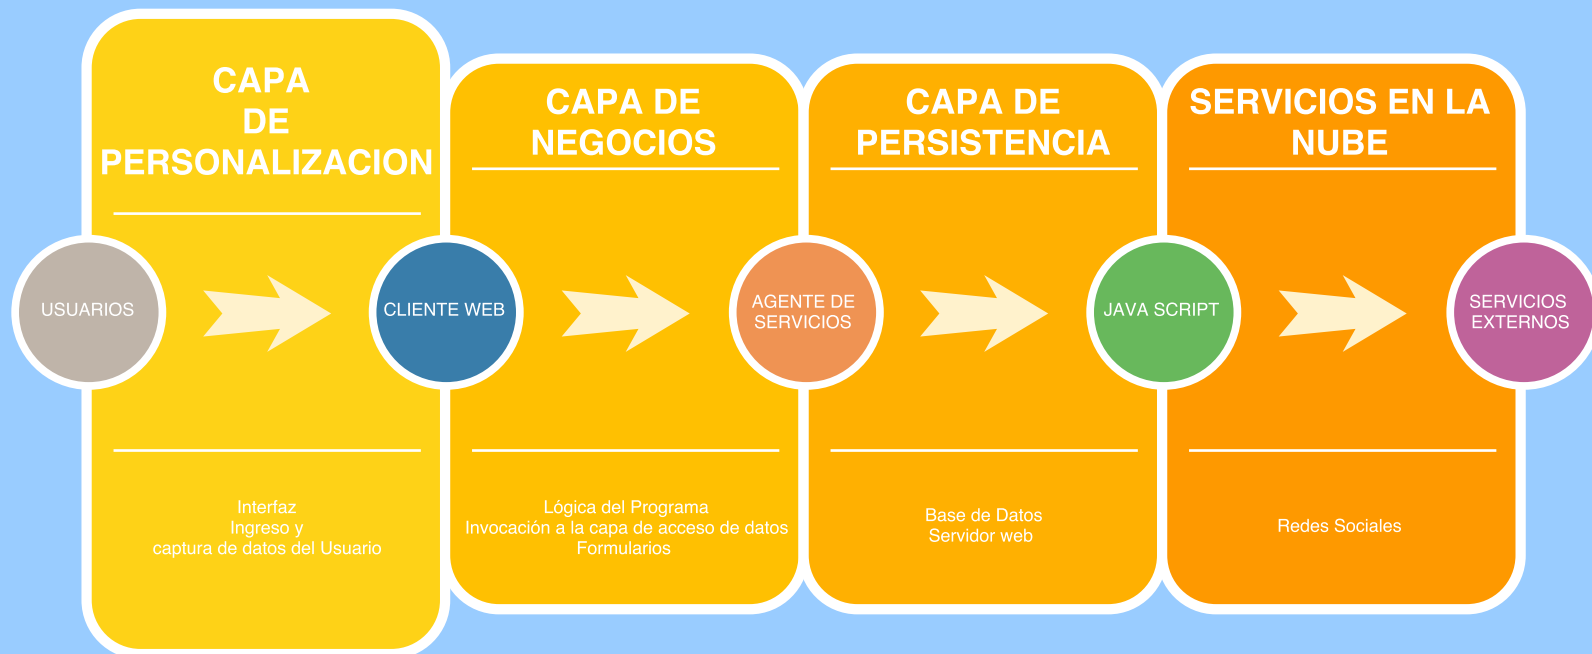 CAPA
DE
PERSONALIZACION
CAPA DE
NEGOCIOS
CAPA DE
PERSISTENCIA
SERVICIOS EN LA
NUBE
USUARIOS
CLIENTE WEB
AGENTE DE
SERVICIOS
JAVA SCRIPT
SERVICIOS
EXTERNOS
Interfaz
Ingreso y
captura de datos del Usuario
Lógica del Programa
Invocación a la capa de acceso de datos
Formularios
Base de Datos
Servidor web
Redes Sociales